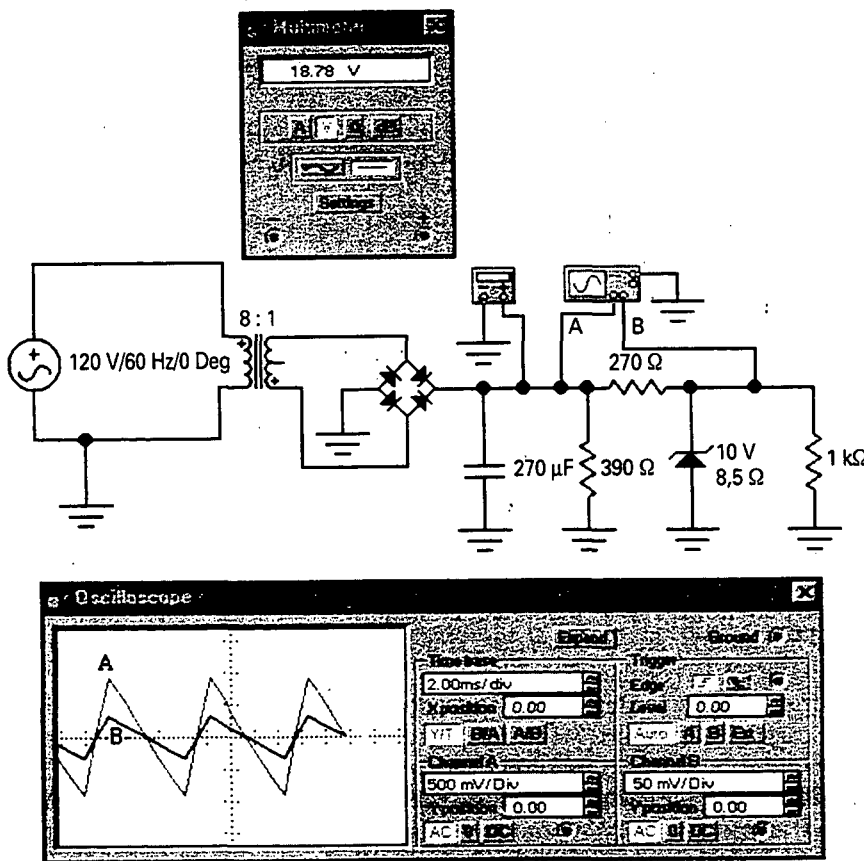 Multimeter
18.78 V
A V Ω dB
Settings
8 : 1
120 V/60 Hz/0 Deg
A
B
270 Ω
270 µF
390 Ω
10 V
8,5 Ω
1 kΩ
Oscilloscope
Expand
Ground
Time base
Trigger
2.00ms/div
Edge
X position 0.00
Level 0.00
Y/T B/A A/B
Auto A B Ext
Channel A
Channel B
500 mV/Div
50 mV/Div
Y position 0.00
Y position 0.00
AC 0 DC
AC 0 DC
A
B